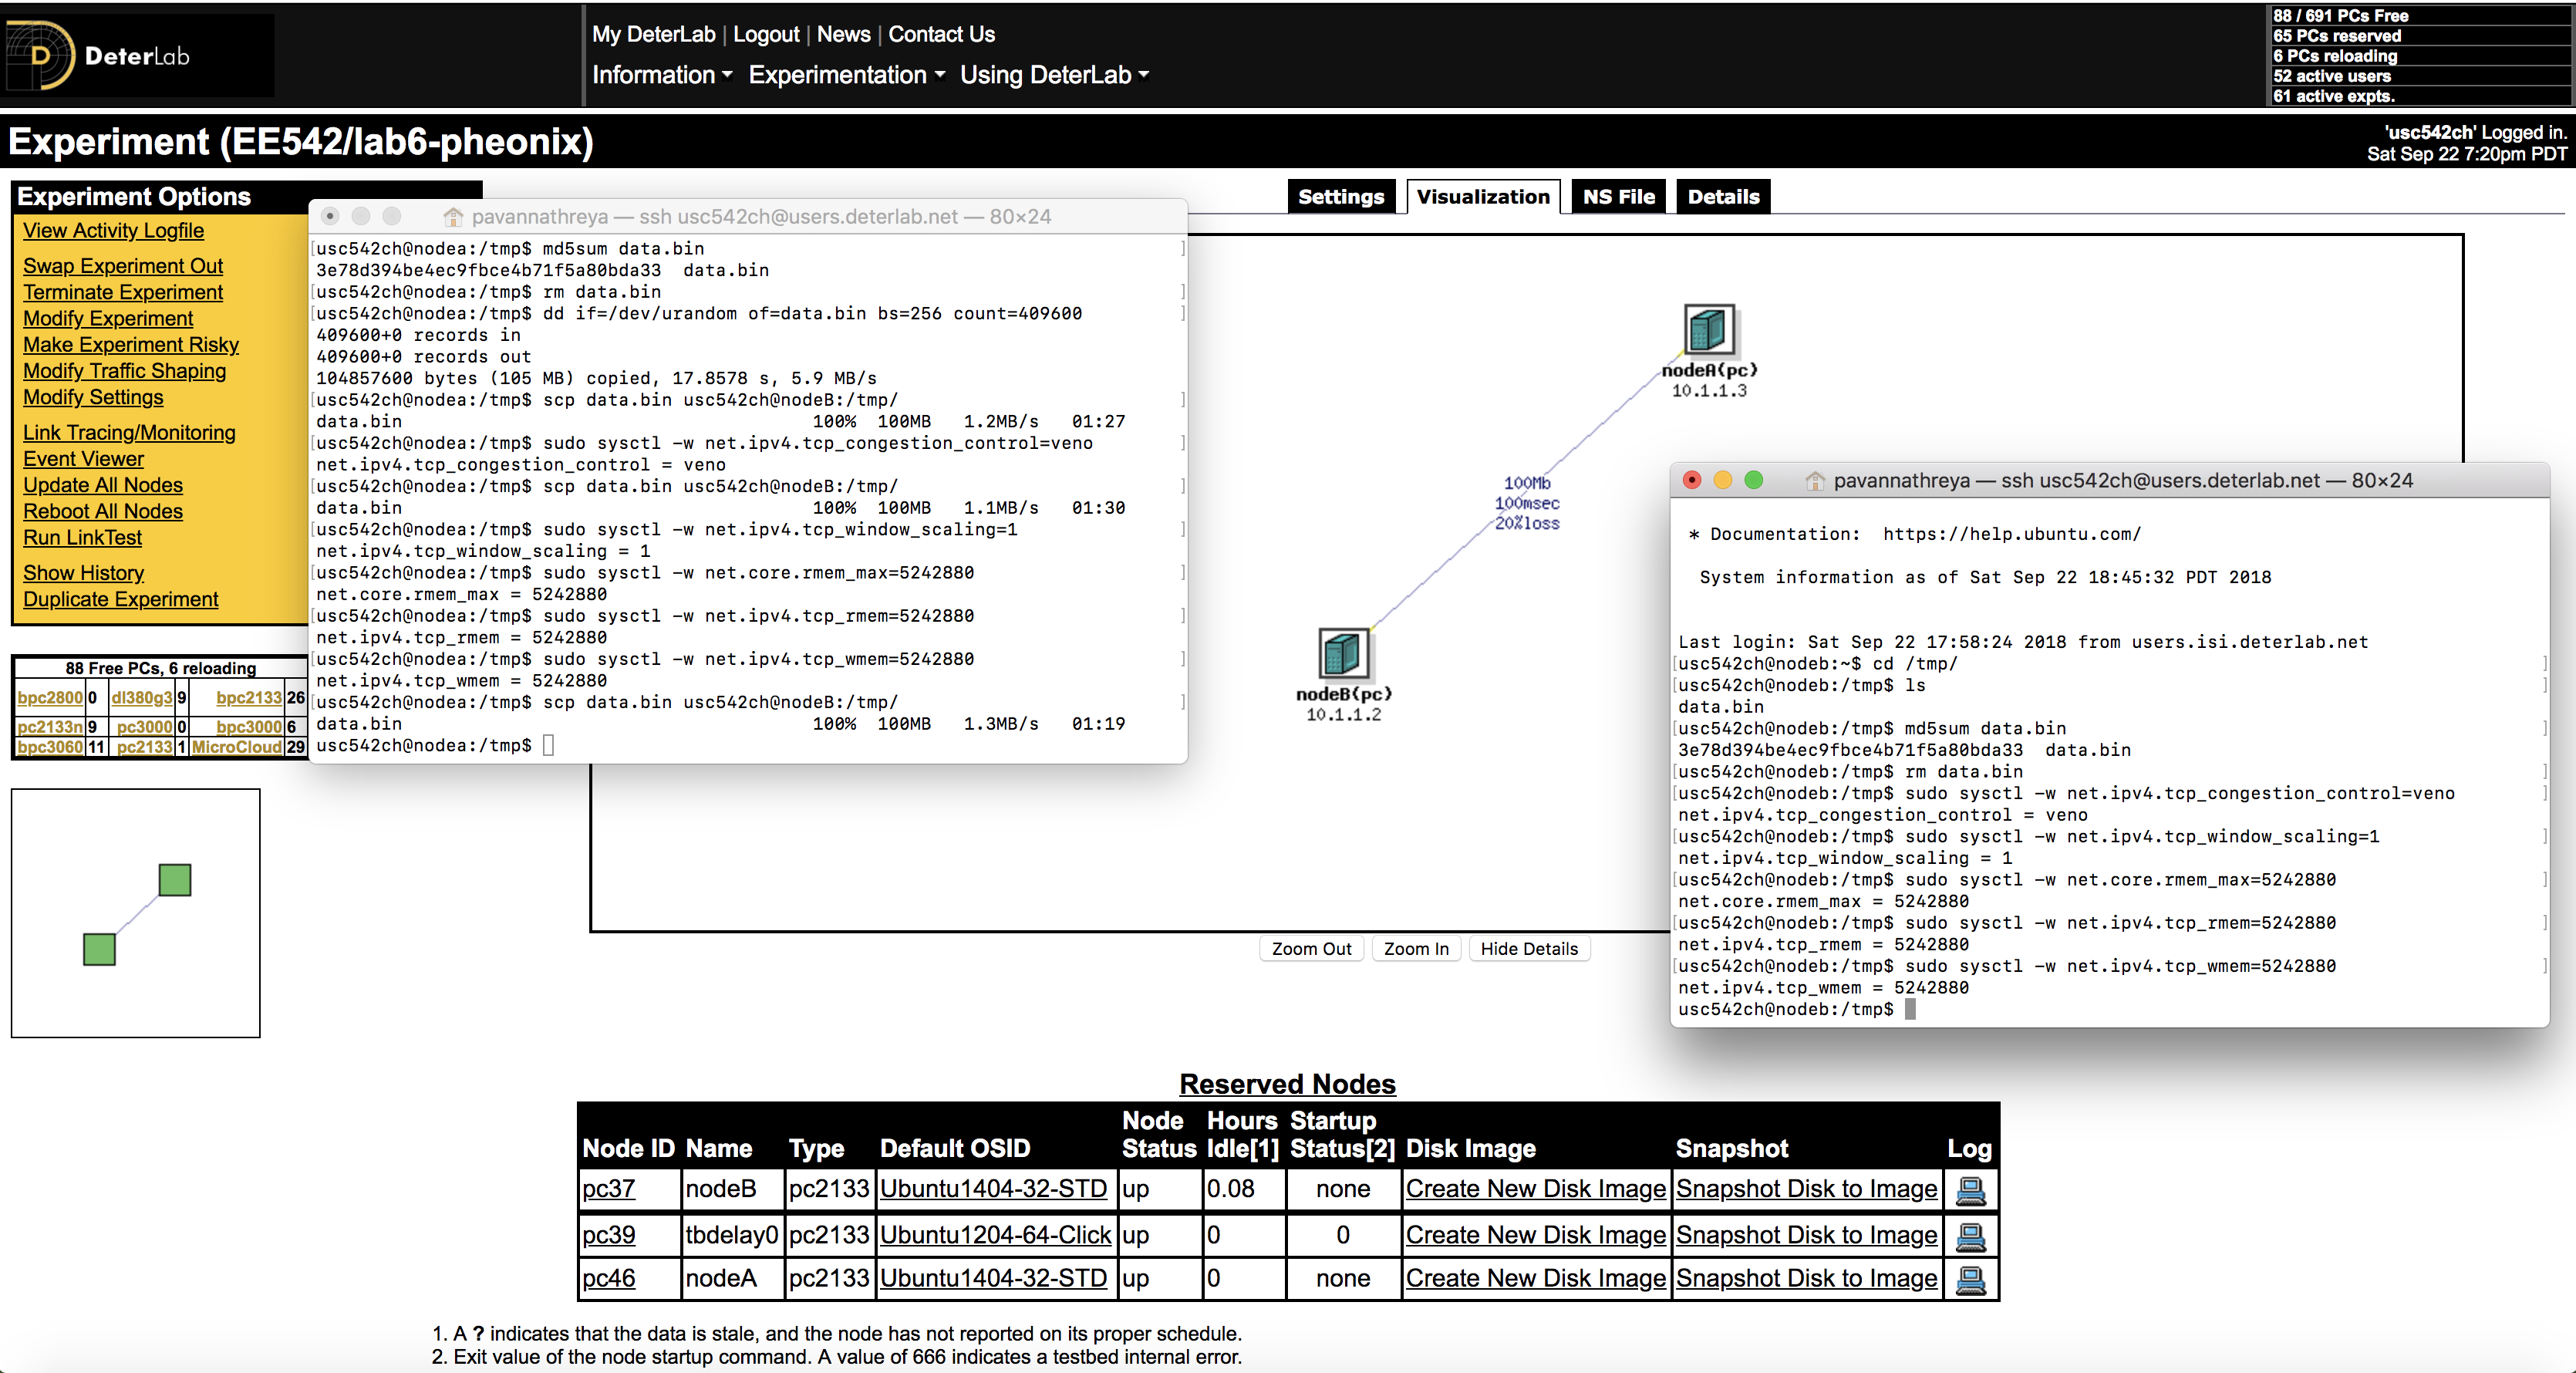 DeterLab
My DeterLab | Logout | News | Contact Us
Information Experimentation Using DeterLab
88 / 691 PCs Free
65 PCs reserved
6 PCs reloading
52 active users
61 active expts.
Experiment (EE542/lab6-pheonix)
'usc542ch' Logged in.
Sat Sep 22 7:20pm PDT
Experiment Options
View Activity Logfile
Swap Experiment Out
Terminate Experiment
Modify Experiment
Make Experiment Risky
Modify Traffic Shaping
Modify Settings
Link Tracing/Monitoring
Event Viewer
Update All Nodes
Reboot All Nodes
Run LinkTest
Show History
Duplicate Experiment
88 Free PCs, 6 reloading
bpc2800 0 dl380g3 9 bpc2133 26
pc2133n 9 pc3000 0 bpc3000 6
bpc3060 11 pc2133 1 MicroCloud 29
pavannathreya — ssh usc542ch@users.deterlab.net — 80×24
[usc542ch@nodea:/tmp$ md5sum data.bin ]
3e78d394be4ec9fbce4b71f5a80bda33  data.bin
[usc542ch@nodea:/tmp$ rm data.bin ]
[usc542ch@nodea:/tmp$ dd if=/dev/urandom of=data.bin bs=256 count=409600 ]
409600+0 records in
409600+0 records out
104857600 bytes (105 MB) copied, 17.8578 s, 5.9 MB/s
[usc542ch@nodea:/tmp$ scp data.bin usc542ch@nodeB:/tmp/ ]
data.bin 100% 100MB 1.2MB/s 01:27
[usc542ch@nodea:/tmp$ sudo sysctl -w net.ipv4.tcp_congestion_control=veno ]
net.ipv4.tcp_congestion_control = veno
[usc542ch@nodea:/tmp$ scp data.bin usc542ch@nodeB:/tmp/ ]
data.bin 100% 100MB 1.1MB/s 01:30
[usc542ch@nodea:/tmp$ sudo sysctl -w net.ipv4.tcp_window_scaling=1 ]
net.ipv4.tcp_window_scaling = 1
[usc542ch@nodea:/tmp$ sudo sysctl -w net.core.rmem_max=5242880 ]
net.core.rmem_max = 5242880
[usc542ch@nodea:/tmp$ sudo sysctl -w net.ipv4.tcp_rmem=5242880 ]
net.ipv4.tcp_rmem = 5242880
[usc542ch@nodea:/tmp$ sudo sysctl -w net.ipv4.tcp_wmem=5242880 ]
net.ipv4.tcp_wmem = 5242880
[usc542ch@nodea:/tmp$ scp data.bin usc542ch@nodeB:/tmp/ ]
data.bin 100% 100MB 1.3MB/s 01:19
usc542ch@nodea:/tmp$
Settings Visualization NS File Details
nodeA(pc)
10.1.1.3
100Mb
100msec
20%loss
nodeB(pc)
10.1.1.2
pavannathreya — ssh usc542ch@users.deterlab.net — 80×24
* Documentation:  https://help.ubuntu.com/
System information as of Sat Sep 22 18:45:32 PDT 2018
Last login: Sat Sep 22 17:58:24 2018 from users.isi.deterlab.net
[usc542ch@nodeb:~$ cd /tmp/ ]
[usc542ch@nodeb:/tmp$ ls ]
data.bin
[usc542ch@nodeb:/tmp$ md5sum data.bin ]
3e78d394be4ec9fbce4b71f5a80bda33  data.bin
[usc542ch@nodeb:/tmp$ rm data.bin ]
[usc542ch@nodeb:/tmp$ sudo sysctl -w net.ipv4.tcp_congestion_control=veno ]
net.ipv4.tcp_congestion_control = veno
[usc542ch@nodeb:/tmp$ sudo sysctl -w net.ipv4.tcp_window_scaling=1 ]
net.ipv4.tcp_window_scaling = 1
[usc542ch@nodeb:/tmp$ sudo sysctl -w net.core.rmem_max=5242880 ]
net.core.rmem_max = 5242880
[usc542ch@nodeb:/tmp$ sudo sysctl -w net.ipv4.tcp_rmem=5242880 ]
net.ipv4.tcp_rmem = 5242880
[usc542ch@nodeb:/tmp$ sudo sysctl -w net.ipv4.tcp_wmem=5242880 ]
net.ipv4.tcp_wmem = 5242880
usc542ch@nodeb:/tmp$
Zoom Out Zoom In Hide Details
Reserved Nodes
Node ID Name Type Default OSID Node Status Hours Idle[1] Startup Status[2] Disk Image Snapshot Log
pc37 nodeB pc2133 Ubuntu1404-32-STD up 0.08 none Create New Disk Image Snapshot Disk to Image
pc39 tbdelay0 pc2133 Ubuntu1204-64-Click up 0 0 Create New Disk Image Snapshot Disk to Image
pc46 nodeA pc2133 Ubuntu1404-32-STD up 0 none Create New Disk Image Snapshot Disk to Image
1. A ? indicates that the data is stale, and the node has not reported on its proper schedule.
2. Exit value of the node startup command. A value of 666 indicates a testbed internal error.